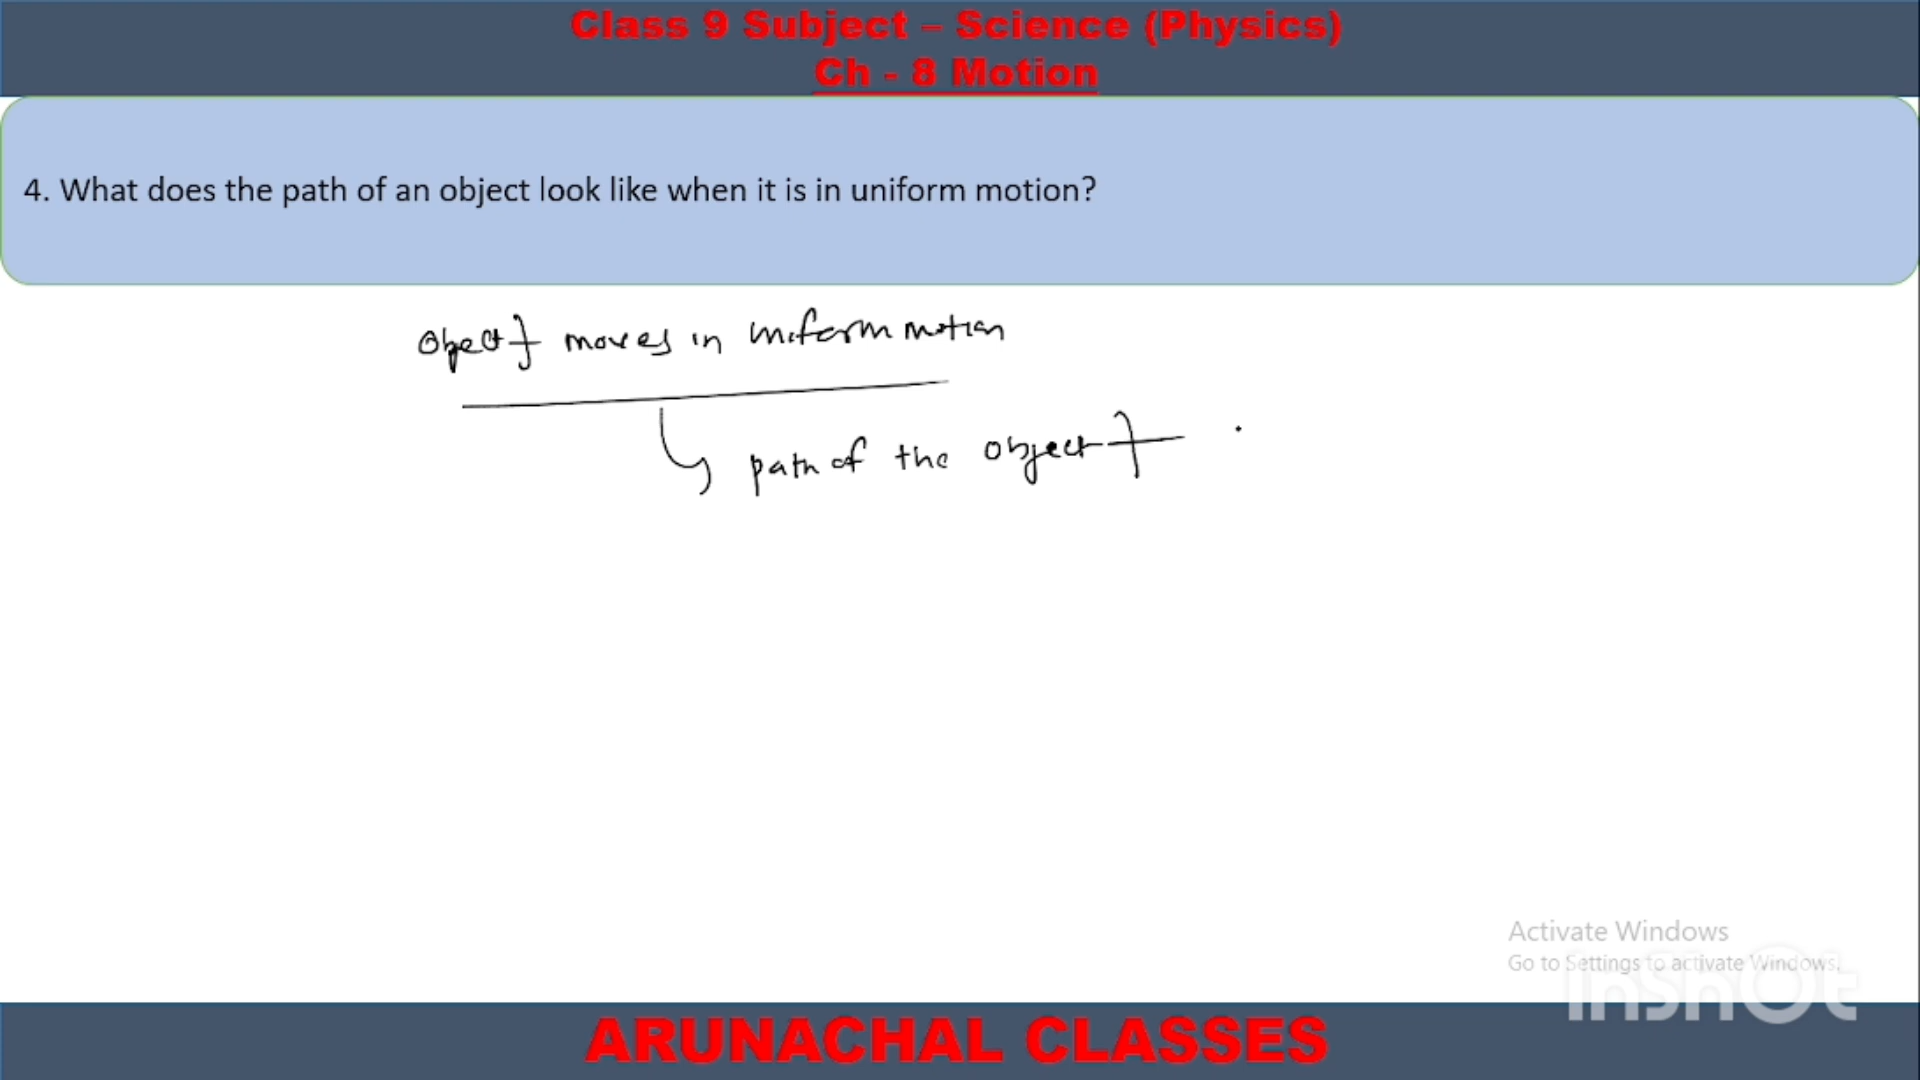 Class 9 Subject – Science (Physics)
Ch - 8 Motion
4. What does the path of an object look like when it is in uniform motion?
Object} moves in uniform motion
path of the object}
Activate Windows
Go to Settings to activate Windows.
InShOt
ARUNACHAL CLASSES